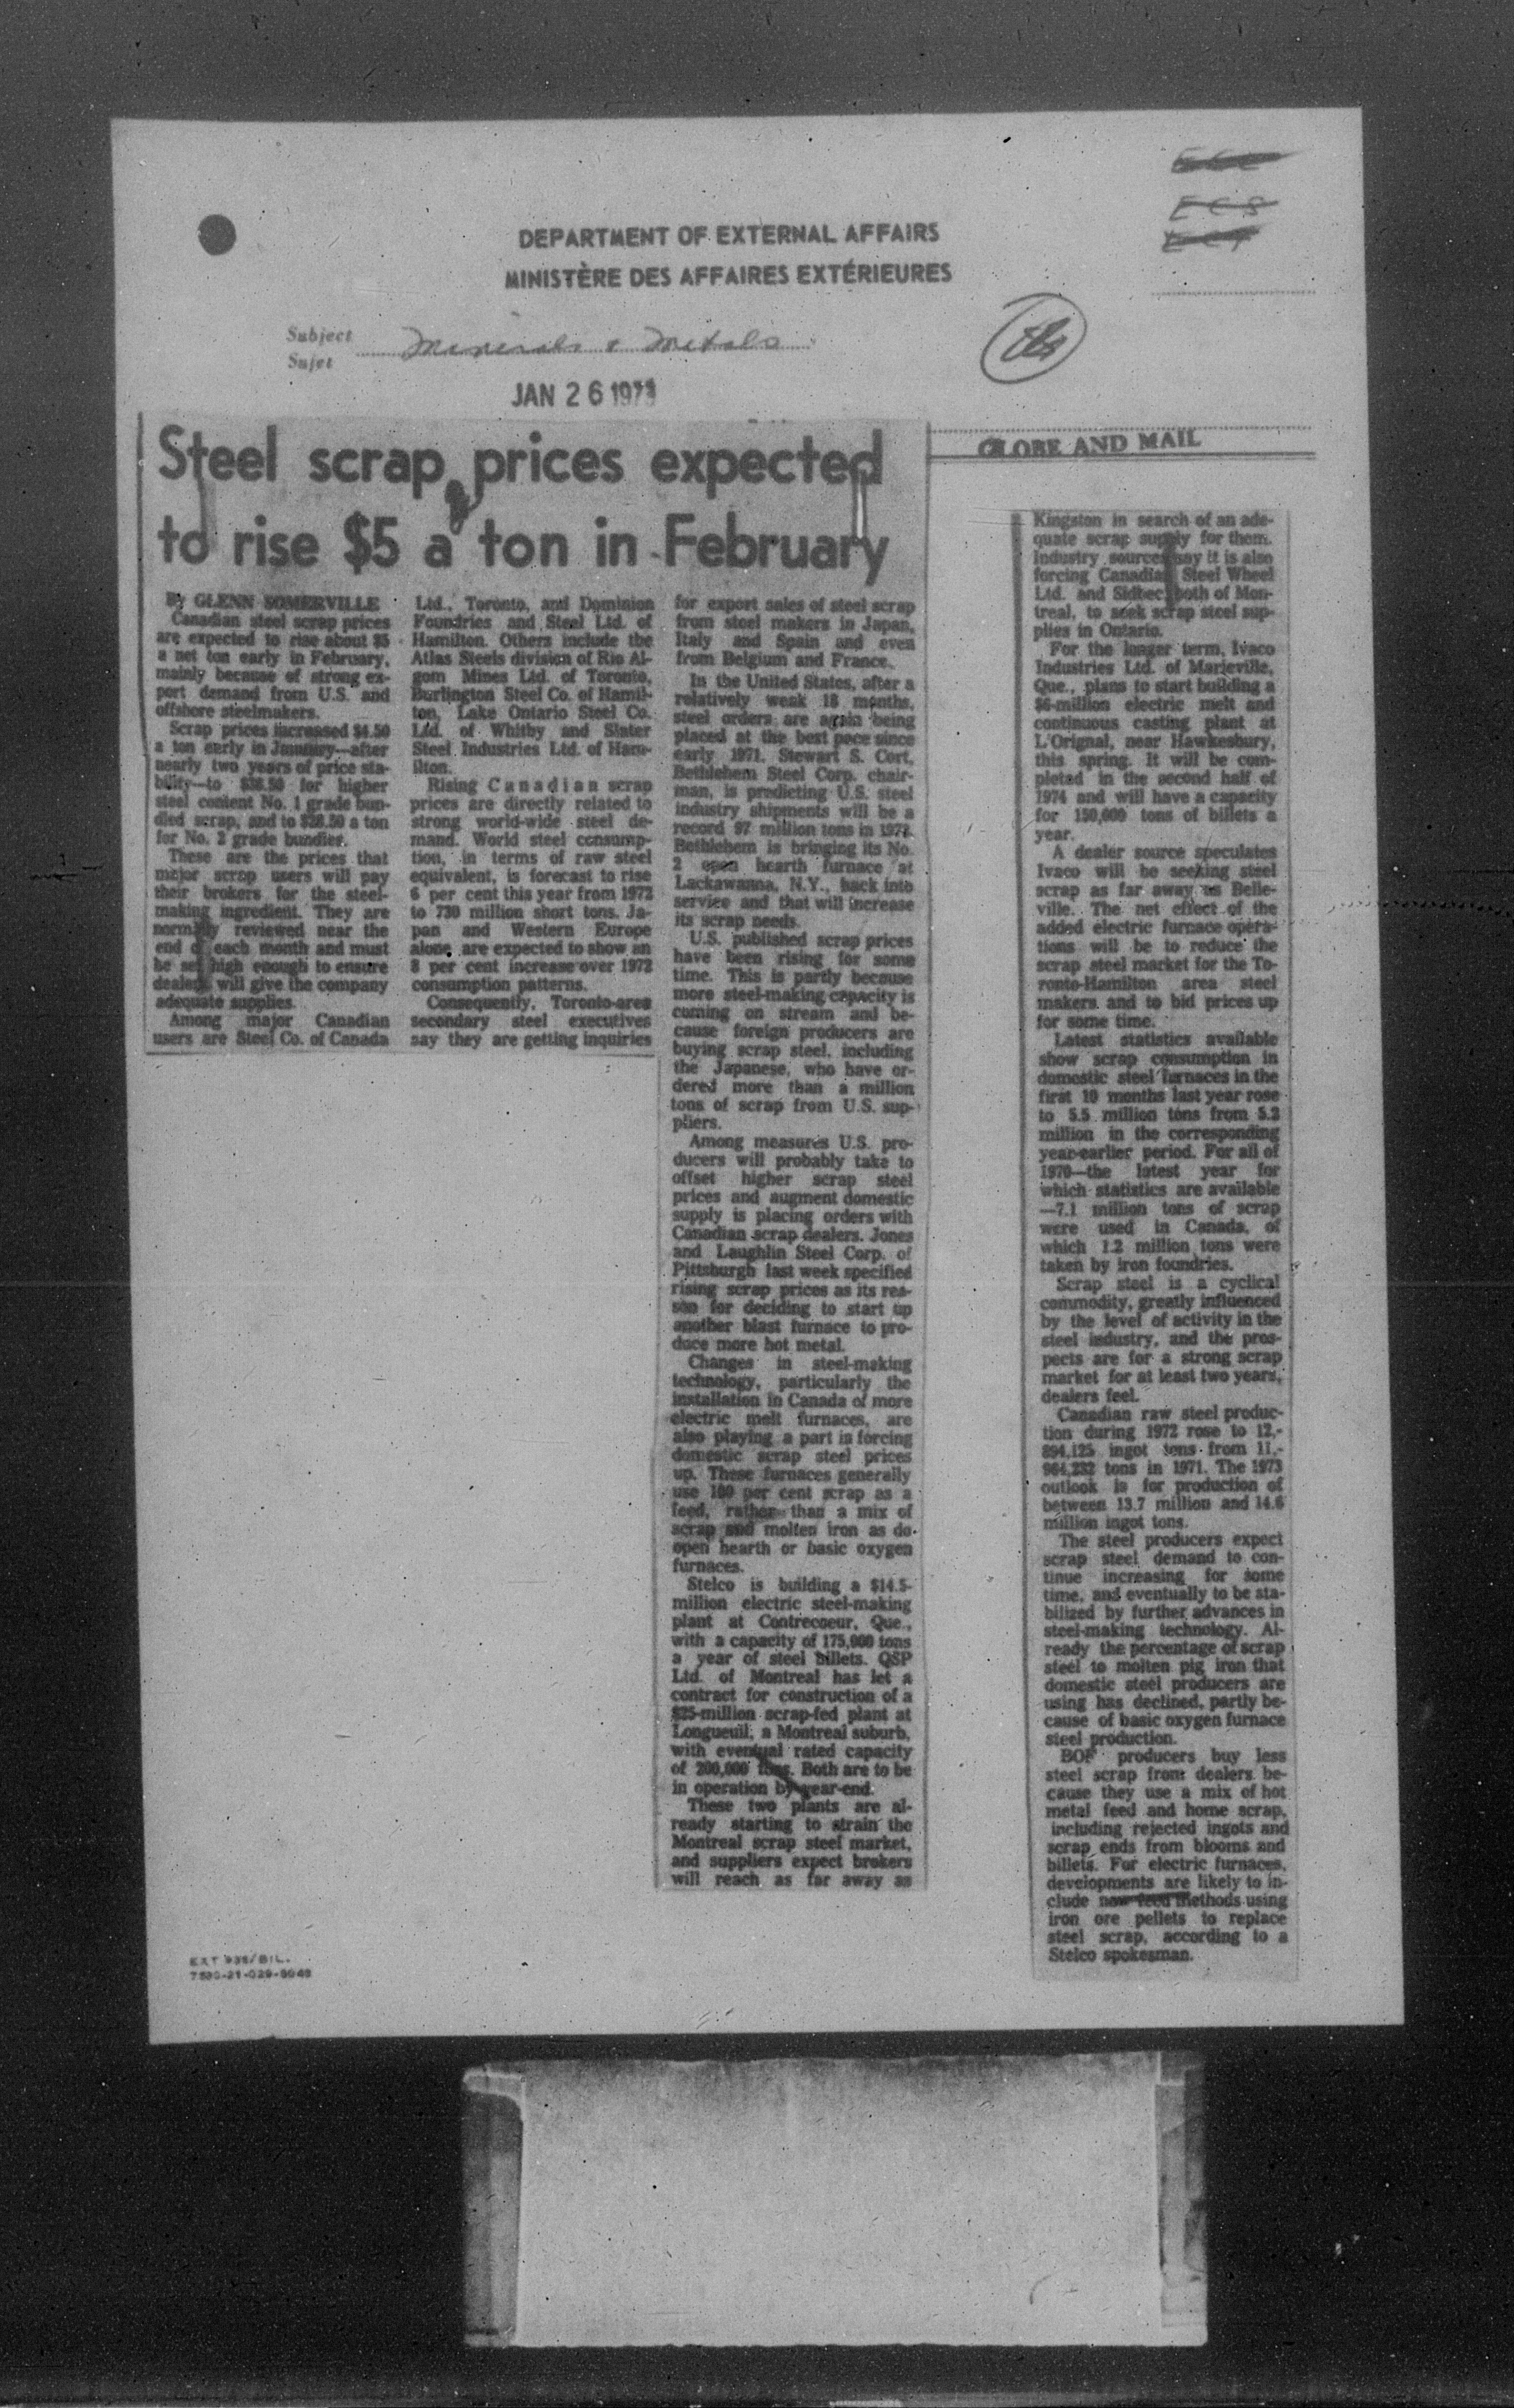 ECS
DEPARTMENT OF EXTERNAL AFFAIRS
MINISTÈRE DES AFFAIRES EXTÉRIEURES
Subject
Sujet
Minerals & Metals
JAN 26 1973
GLOBE AND MAIL
Steel scrap prices expected
to rise $5 a ton in February
By GLENN SOMERVILLE
Canadian steel scrap prices
are expected to rise about $5
a net ton early in February,
mainly because of strong ex-
port demand from U.S. and
offshore steelmakers.
Scrap prices increased $4.50
a ton early in January—after
nearly two years of price sta-
bility—to for higher
steel content No. 1 grade bun-
dled scrap, and to $28.50 a ton
for No. 2 grade bundles.
These are the prices that
major scrap users will pay
their brokers for the steel-
making ingredient. They are
normally reviewed near the
end of each month and must
be set high enough to ensure
dealers will give the company
adequate supplies.
Among major Canadian
users are Steel Co. of Canada
Ltd., Toronto, and Dominion
Foundries and Steel Ltd. of
Hamilton. Others include the
Atlas Steels division of Rio Al-
gom Mines Ltd. of Toronto,
Burlington Steel Co. of Hamil-
ton, Lake Ontario Steel Co.
Ltd. of Whitby and Slater
Steel Industries Ltd. of Ham-
ilton.
Rising Canadian scrap
prices are directly related to
strong world-wide steel de-
mand. World steel consump-
tion, in terms of raw steel
equivalent, is forecast to rise
6 per cent this year from 1972
to 730 million short tons. Ja-
pan and Western Europe
alone are expected to show an
8 per cent increase over 1972
consumption patterns.
Consequently, Toronto-area
secondary steel executives
say they are getting inquiries
for export sales of steel scrap
from steel makers in Japan,
Italy and Spain and even
from Belgium and France.
In the United States, after a
relatively weak 18 months,
steel orders are again being
placed at the best pace since
early 1971. Stewart S. Cort,
Bethlehem Steel Corp. chair-
man, is predicting U.S. steel
industry shipments will be a
record 97 million tons in
Bethlehem is bringing its No.
2 open hearth furnace at
Lackawanna, N.Y., back into
service and that will increase
its scrap needs.
U.S. published scrap prices
have been rising for some
time. This is partly because
more steel-making capacity is
coming on stream and be-
cause foreign producers are
buying scrap steel, including
the Japanese, who have or-
dered more than a million
tons of scrap from U.S. sup-
pliers.
Among measures U.S. pro-
ducers will probably take to
offset higher scrap steel
prices and augment domestic
supply is placing orders with
Canadian scrap dealers. Jones
and Laughlin Steel Corp. of
Pittsburgh last week specified
rising scrap prices as its rea-
son for deciding to start up
another blast furnace to pro-
duce more hot metal.
Changes in steel-making
technology, particularly the
installation in Canada of more
electric melt furnaces, are
also playing a part in forcing
domestic scrap steel prices
up. These furnaces generally
use 100 per cent scrap as a
feed, rather than a mix of
scrap and molten iron as do
open hearth or basic oxygen
furnaces.
Stelco is building a $14.5-
million electric steel-making
plant at Contrecoeur, Que.,
with a capacity of 175,000 tons
a year of steel billets. QSP
Ltd. of Montreal has let a
contract for construction of a
$25-million scrap-fed plant at
Longueuil, a Montreal suburb,
with eventual rated capacity
of 200,000 tons. Both are to be
in operation by year-end.
These two plants are al-
ready starting to strain the
Montreal scrap steel market,
and suppliers expect brokers
will reach as far away as
Kingston in search of an ade-
quate scrap supply for them.
Industry sources say it is also
forcing Canadian Steel Wheel
Ltd. and Sidbec, both of Mon-
treal, to seek scrap steel sup-
plies in Ontario.
For the longer term, Ivaco
Industries Ltd. of Marieville,
Que., plans to start building a
$6-million electric melt and
continuous casting plant at
L'Orignal, near Hawkesbury,
this spring. It will be com-
pleted in the second half of
1974 and will have a capacity
for 150,000 tons of billets a
year.
A dealer source speculates
Ivaco will be seeking steel
scrap as far away as Belle-
ville. The net effect of the
added electric furnace opera-
tions will be to reduce the
scrap steel market for the To-
ronto-Hamilton area steel
makers and to bid prices up
for some time.
Latest statistics available
show scrap consumption in
domestic steel furnaces in the
first 10 months last year rose
to 5.5 million tons from 5.2
million in the corresponding
year-earlier period. For all of
1970—the latest year for
which statistics are available
—7.1 million tons of scrap
were used in Canada, of
which 1.2 million tons were
taken by iron foundries.
Scrap steel is a cyclical
commodity, greatly influenced
by the level of activity in the
steel industry, and the pros-
pects are for a strong scrap
market for at least two years,
dealers feel.
Canadian raw steel produc-
tion during 1972 rose to 12,-
894,125 ingot tons from 11,-
964,232 tons in 1971. The 1973
outlook is for production of
between 13.7 million and 14.6
million ingot tons.
The steel producers expect
scrap steel demand to con-
tinue increasing for some
time, and eventually to be sta-
bilized by further advances in
steel-making technology. Al-
ready the percentage of scrap
steel to molten pig iron that
domestic steel producers are
using has declined, partly be-
cause of basic oxygen furnace
steel production.
BOF producers buy less
steel scrap from dealers be-
cause they use a mix of hot
metal feed and home scrap,
including rejected ingots and
scrap ends from blooms and
billets. For electric furnaces,
developments are likely to in-
clude new feed methods using
iron ore pellets to replace
steel scrap, according to a
Stelco spokesman.
EXT 938/BIL.